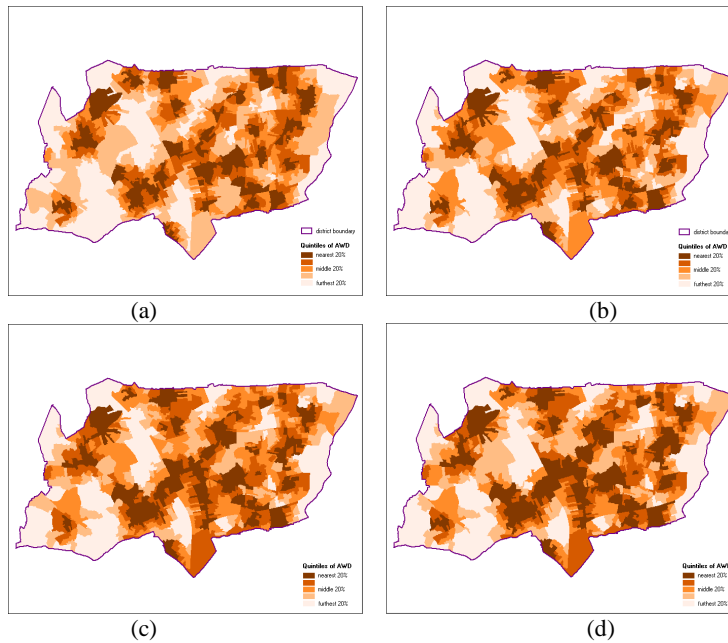 district boundary
Quintiles of AWD
nearest 20%
middle 20%
furthest 20%
(a)
district boundary
Quintiles of AWD
nearest 20%
middle 20%
furthest 20%
(b)
Quintiles of AWD
nearest 20%
middle 20%
furthest 20%
(c)
Quintiles of AWD
nearest 20%
middle 20%
furthest 20%
(d)